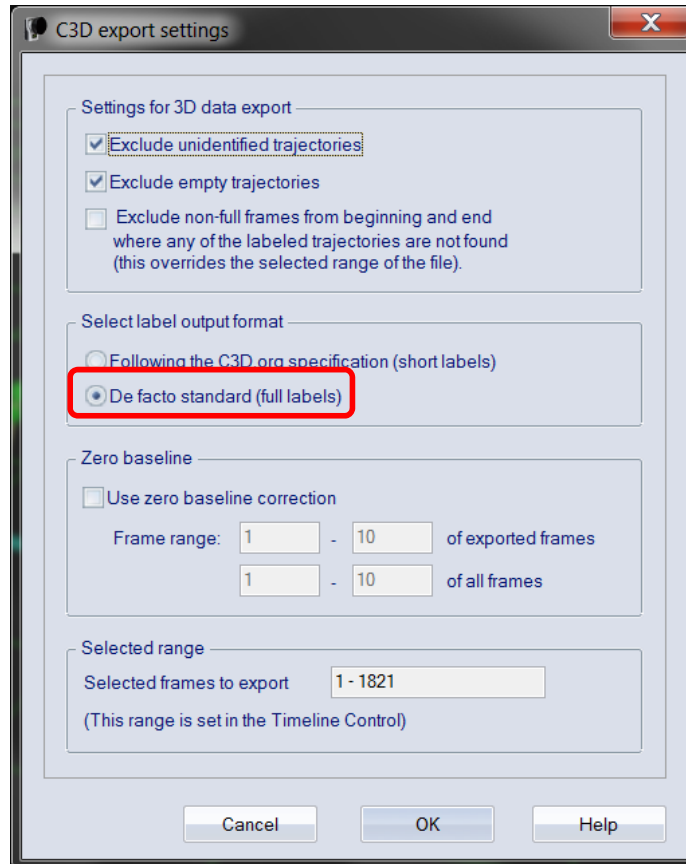 C3D export settings
Settings for 3D data export
Exclude unidentified trajectories
Exclude empty trajectories
Exclude non-full frames from beginning and end
where any of the labeled trajectories are not found
(this overrides the selected range of the file).
Select label output format
Following the C3D org specification (short labels)
De facto standard (full labels)
Zero baseline
Use zero baseline correction
Frame range: 1 - 10 of exported frames
1 - 10 of all frames
Selected range
Selected frames to export 1 - 1821
(This range is set in the Timeline Control)
Cancel OK Help